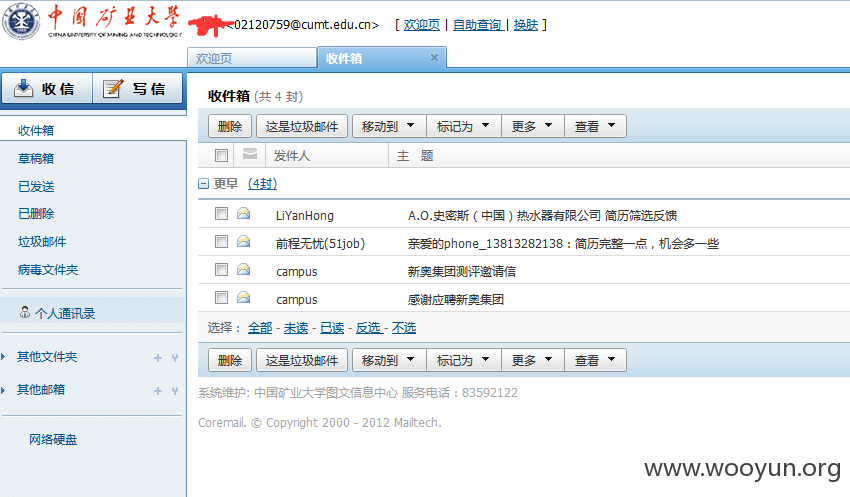 中国矿业大学
CHINA UNIVERSITY OF MINING AND TECHNOLOGY
<02120759@cumt.edu.cn> [ 欢迎页 | 自助查询 | 换肤 ]
欢迎页 收件箱 ×
收信 写信
收件箱
草稿箱
已发送
已删除
垃圾邮件
病毒文件夹
个人通讯录
其他文件夹 +
其他邮箱 +
网络硬盘
收件箱 (共 4 封)
删除 这是垃圾邮件 移动到 标记为 更多 查看
发件人 主 题
更早 (4封)
LiYanHong A.O.史密斯（中国）热水器有限公司 简历筛选反馈
前程无忧(51job) 亲爱的phone_13813282138：简历完整一点，机会多一些
campus 新奥集团测评邀请信
campus 感谢应聘新奥集团
选择： 全部 - 未读 - 已读 - 反选 - 不选
删除 这是垃圾邮件 移动到 标记为 更多 查看
系统维护: 中国矿业大学图文信息中心 服务电话：83592122
Coremail. © Copyright 2000 - 2012 Mailtech.
www.wooyun.org